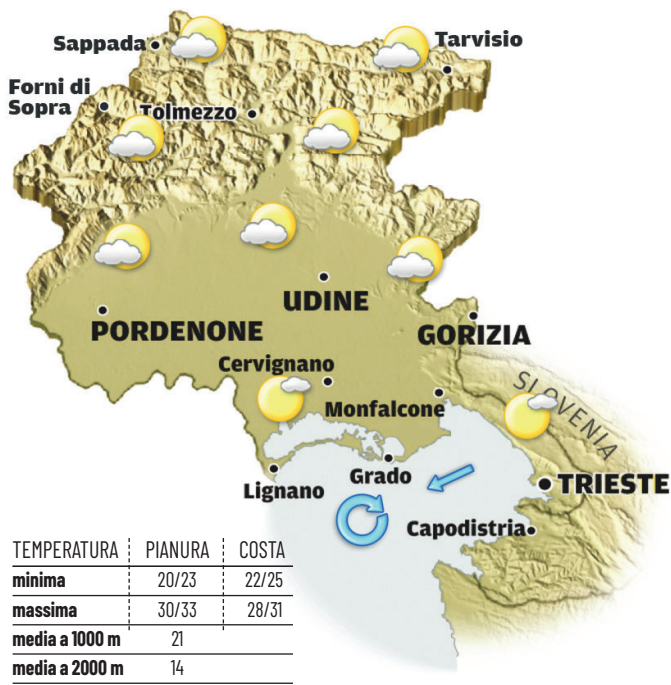 Sappada
Tarvisio
Forni di
Sopra
Tolmezzo
UDINE
PORDENONE
GORIZIA
Cervignano
SLOVENIA
Monfalcone
Grado
Lignano
TRIESTE
Capodistria
TEMPERATURA PIANURA COSTA
minima 20/23 22/25
massima 30/33 28/31
media a 1000 m 21
media a 2000 m 14